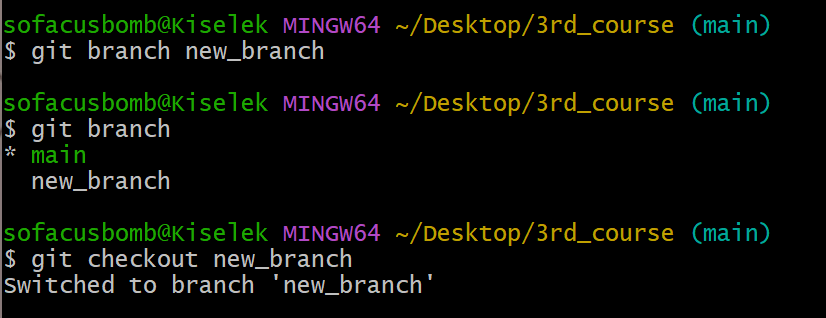 sofacusbomb@Kiselek MINGW64 ~/Desktop/3rd_course (main)
$ git branch new_branch
sofacusbomb@Kiselek MINGW64 ~/Desktop/3rd_course (main)
$ git branch
* main
  new_branch
sofacusbomb@Kiselek MINGW64 ~/Desktop/3rd_course (main)
$ git checkout new_branch
Switched to branch 'new_branch'